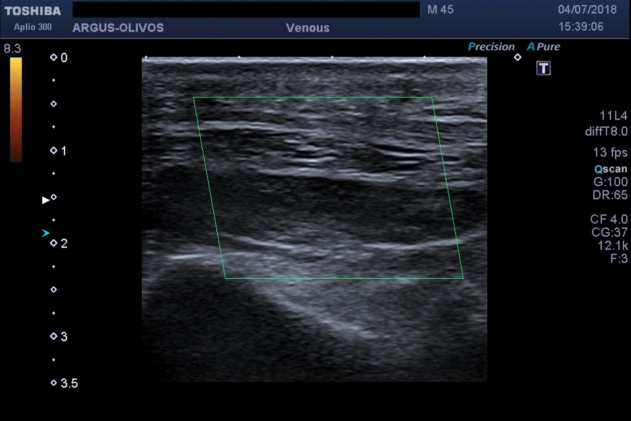 TOSHIBA M 45 04/07/2018
Aplio 300 ARGUS-OLIVOS Venous 15:39:06
Precision A Pure
8.3
T
0
1
2
3
3.5
11L4
diffT8.0
13 fps
Qscan
G:100
DR:65
CF 4.0
CG:37
12.1k
F:3